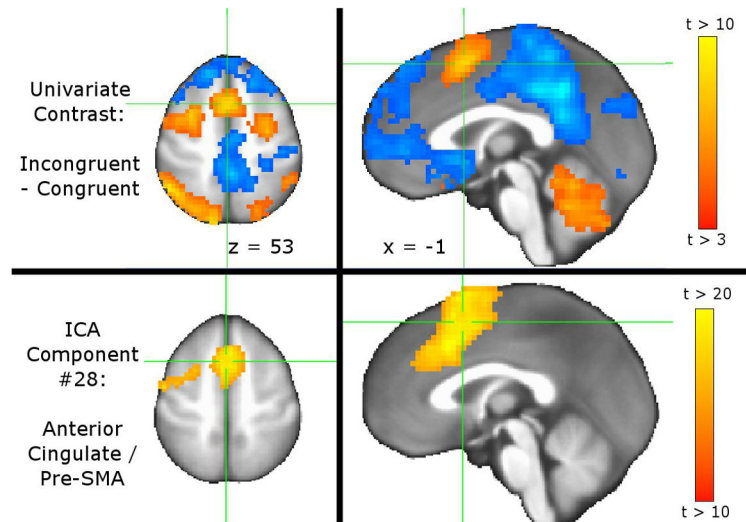 Univariate
Contrast:
Incongruent
- Congruent
z = 53
x = -1
t > 10
t > 3
ICA
Component
#28:
Anterior
Cingulate /
Pre-SMA
t > 20
t > 10